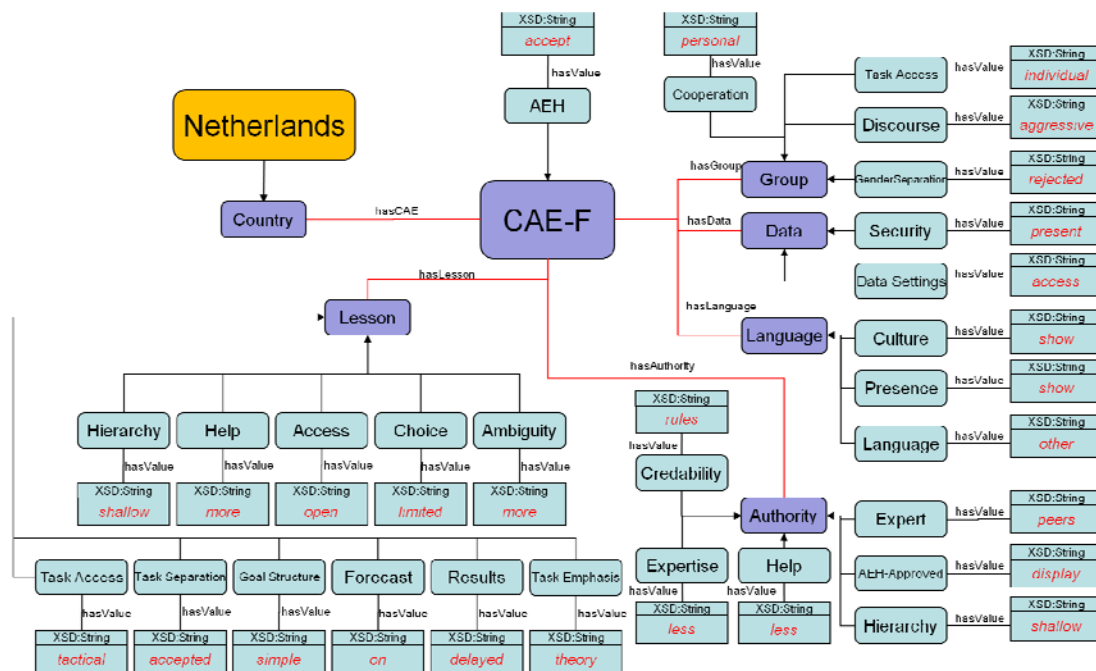 XSD:String
accept
hasValue
AEH
XSD:String
personal
hasValue
Cooperation
Task Access
hasValue
XSD:String
individual
Discourse
hasValue
XSD:String
aggressive
Netherlands
Country
hasCAE
CAE-F
hasGroup
Group
GenderSeparation
hasValue
XSD:String
rejected
hasData
Data
Security
hasValue
XSD:String
present
Data Settings
hasValue
XSD:String
access
hasLanguage
Language
Culture
hasValue
XSD:String
show
Presence
hasValue
XSD:String
show
Language
hasValue
XSD:String
other
hasLesson
Lesson
Hierarchy
Help
Access
Choice
Ambiguity
hasValue
hasValue
hasValue
hasValue
hasValue
XSD:String
XSD:String
XSD:String
XSD:String
XSD:String
shallow
more
open
limited
more
Task Access
Task Separation
Goal Structure
Forecast
Results
Task Emphasis
hasValue
hasValue
hasValue
hasValue
hasValue
hasValue
XSD:String
XSD:String
XSD:String
XSD:String
XSD:String
XSD:String
tactical
accepted
simple
on
delayed
theory
hasAuthority
XSD:String
rules
hasValue
Credability
Authority
Expertise
hasValue
XSD:String
less
Help
hasValue
XSD:String
less
Expert
hasValue
XSD:String
peers
AEH-Approved
hasValue
XSD:String
display
Hierarchy
hasValue
XSD:String
shallow